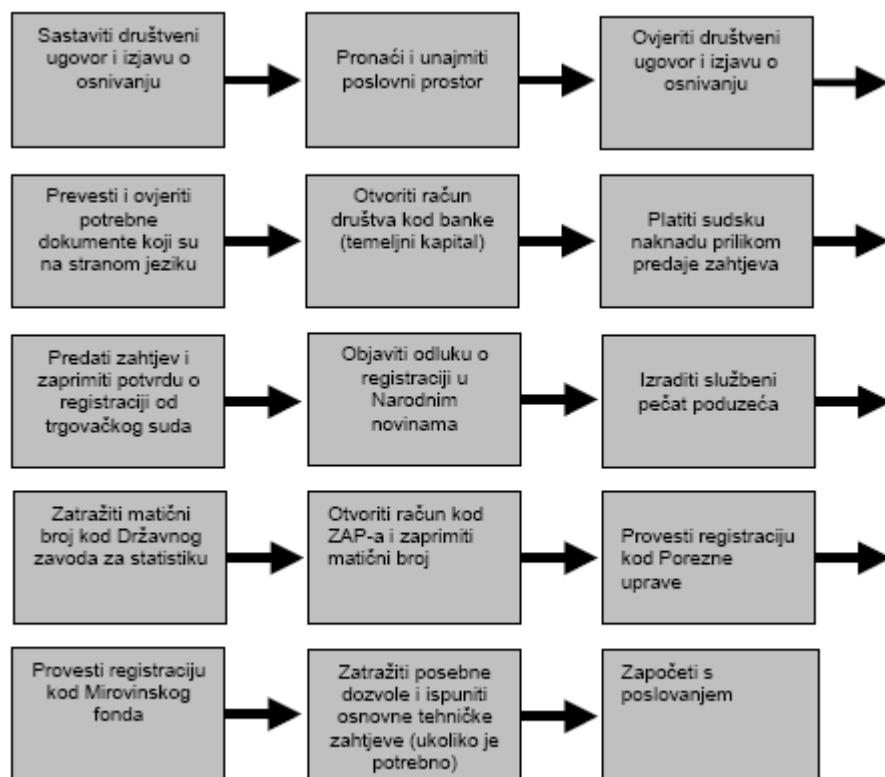 Sastaviti društveni
ugovor i izjavu o
osnivanju
Pronaći i unajmiti
poslovni prostor
Ovjeriti društveni
ugovor i izjavu o
osnivanju
Prevesti i ovjeriti
potrebne
dokumente koji su
na stranom jeziku
Otvoriti račun
društva kod banke
(temeljni kapital)
Platiti sudsku
naknadu prilikom
predaje zahtjeva
Predati zahtjev i
zaprimiti potvrdu o
registraciji od
trgovačkog suda
Objaviti odluku o
registraciji u
Narodnim
novinama
Izraditi službeni
pečat poduzeća
Zatražiti matični
broj kod Državnog
zavoda za statistiku
Otvoriti račun kod
ZAP-a i zaprimiti
matični broj
Provesti registraciju
kod Porezne
uprave
Provesti registraciju
kod Mirovinskog
fonda
Zatražiti posebne
dozvole i ispuniti
osnovne tehničke
zahtjeve (ukoliko je
potrebno)
Započeti s
poslovanjem